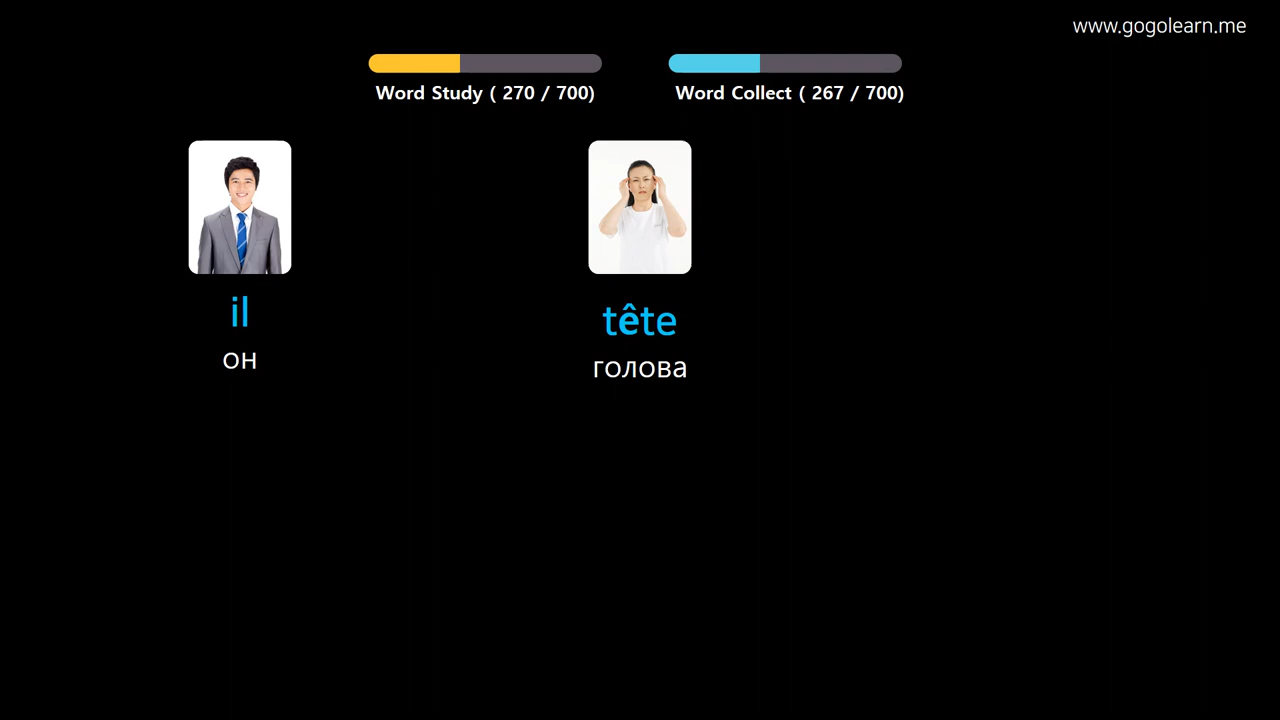 www.gogolearn.me
Word Study ( 270 / 700)
Word Collect ( 267 / 700)
il
он
tête
голова